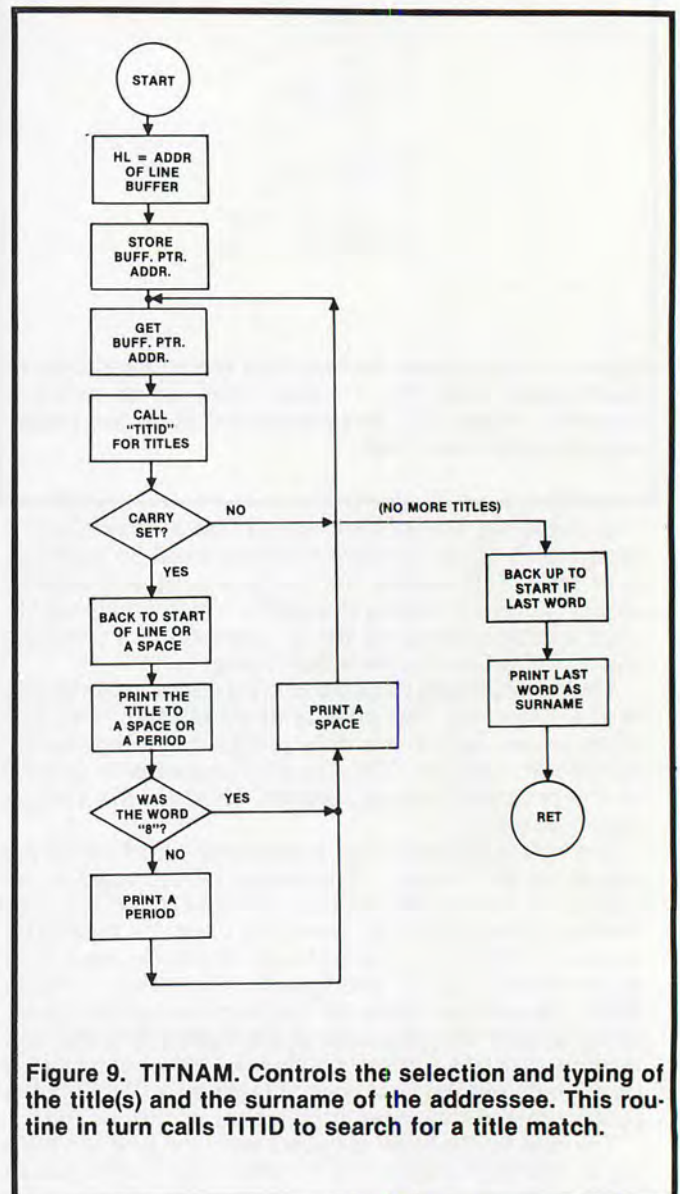 START
HL = ADDR
OF LINE
BUFFER
STORE
BUFF. PTR.
ADDR.
GET
BUFF. PTR.
ADDR.
CALL
"TITID"
FOR TITLES
CARRY
SET?
NO
(NO MORE TITLES)
YES
BACK TO START
OF LINE OR
A SPACE
PRINT THE
TITLE TO
A SPACE OR
A PERIOD
WAS
THE WORD
"8"?
YES
NO
PRINT A
PERIOD
PRINT A
SPACE
BACK UP TO
START IF
LAST WORD
PRINT LAST
WORD AS
SURNAME
RET
Figure 9. TITNAM. Controls the selection and typing of
the title(s) and the surname of the addressee. This rou-
tine in turn calls TITID to search for a title match.